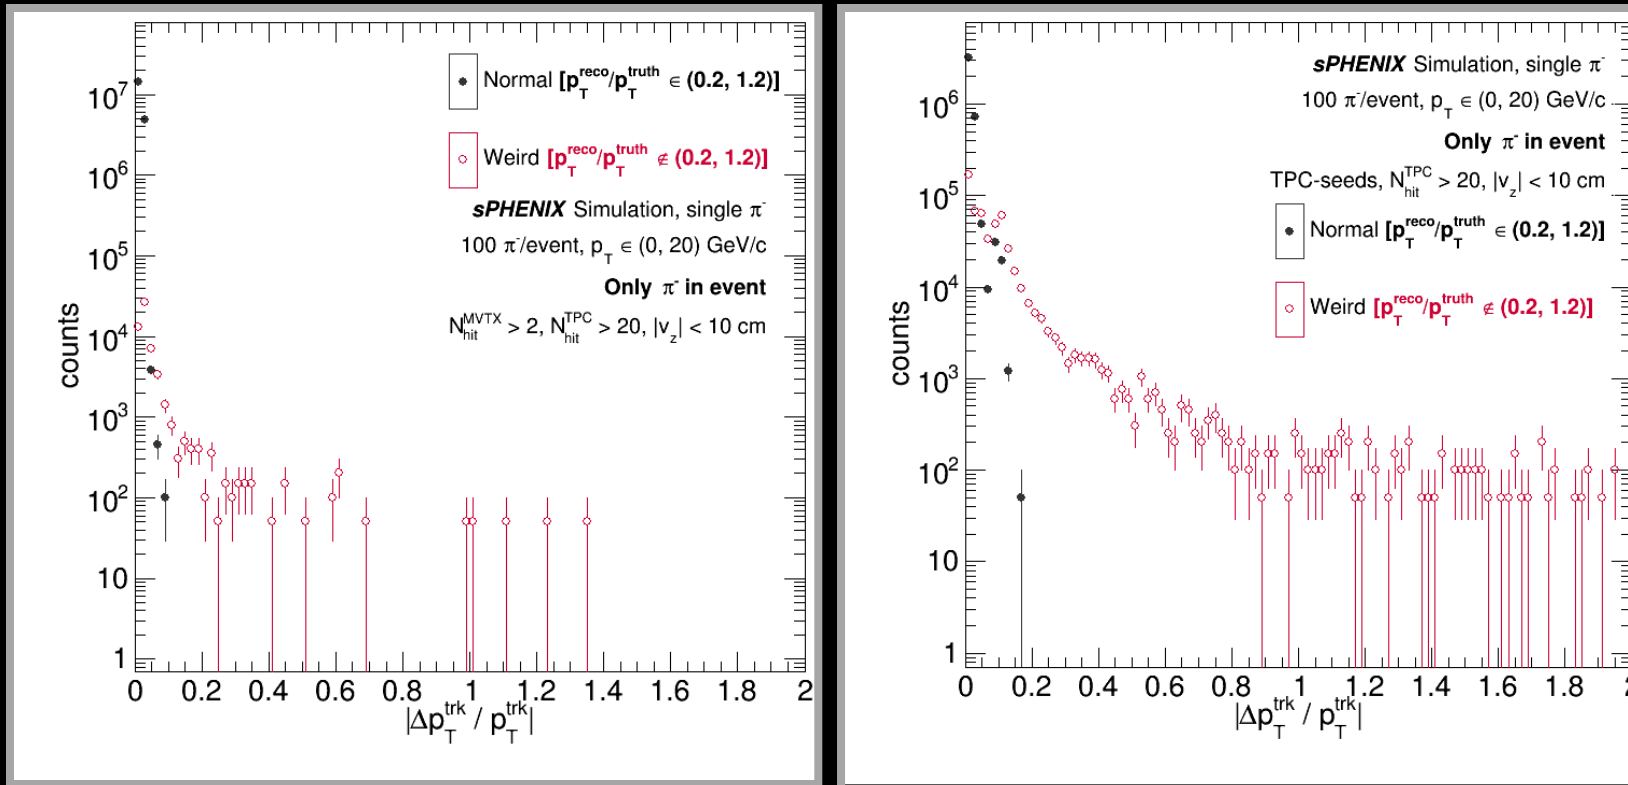 Normal [p_T^reco/p_T^truth ∈ (0.2, 1.2)]
Weird [p_T^reco/p_T^truth ∉ (0.2, 1.2)]
sPHENIX Simulation, single π⁻
100 π⁻/event, p_T ∈ (0, 20) GeV/c
Only π⁻ in event
N_hit^MVTX > 2, N_hit^TPC > 20, |v_z| < 10 cm
counts
10⁷
10⁶
10⁵
10⁴
10³
10²
10
1
0 0.2 0.4 0.6 0.8 1 1.2 1.4 1.6 1.8 2
|Δp_T^trk / p_T^trk|
sPHENIX Simulation, single π⁻
100 π⁻/event, p_T ∈ (0, 20) GeV/c
Only π⁻ in event
TPC-seeds, N_hit^TPC > 20, |v_z| < 10 cm
Normal [p_T^reco/p_T^truth ∈ (0.2, 1.2)]
Weird [p_T^reco/p_T^truth ∉ (0.2, 1.2)]
counts
10⁶
10⁵
10⁴
10³
10²
10
1
0 0.2 0.4 0.6 0.8 1 1.2 1.4 1.6 1.8
|Δp_T^trk / p_T^trk|